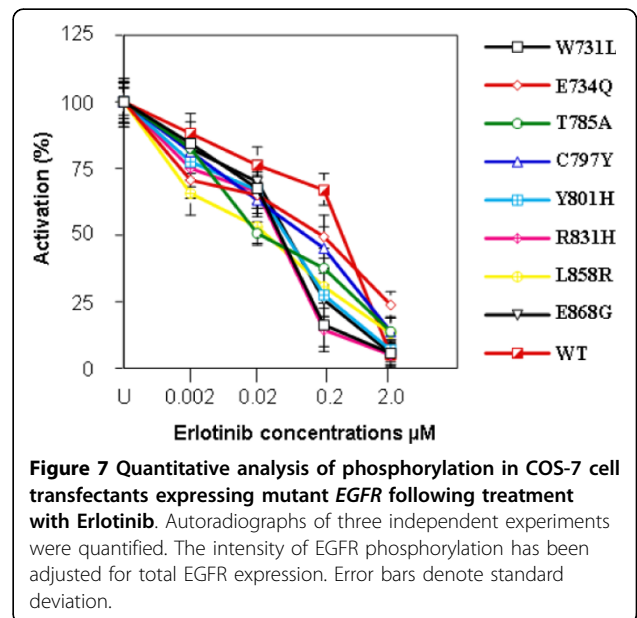 125
100
75
50
25
0
Activation (%)
U 0.002 0.02 0.2 2.0
Erlotinib concentrations µM
W731L
E734Q
T785A
C797Y
Y801H
R831H
L858R
E868G
WT
Figure 7 Quantitative analysis of phosphorylation in COS-7 cell
transfectants expressing mutant EGFR following treatment
with Erlotinib. Autoradiographs of three independent experiments
were quantified. The intensity of EGFR phosphorylation has been
adjusted for total EGFR expression. Error bars denote standard
deviation.